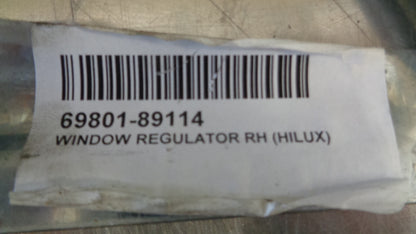 69801-89114
WINDOW REGULATOR RH (HILUX)